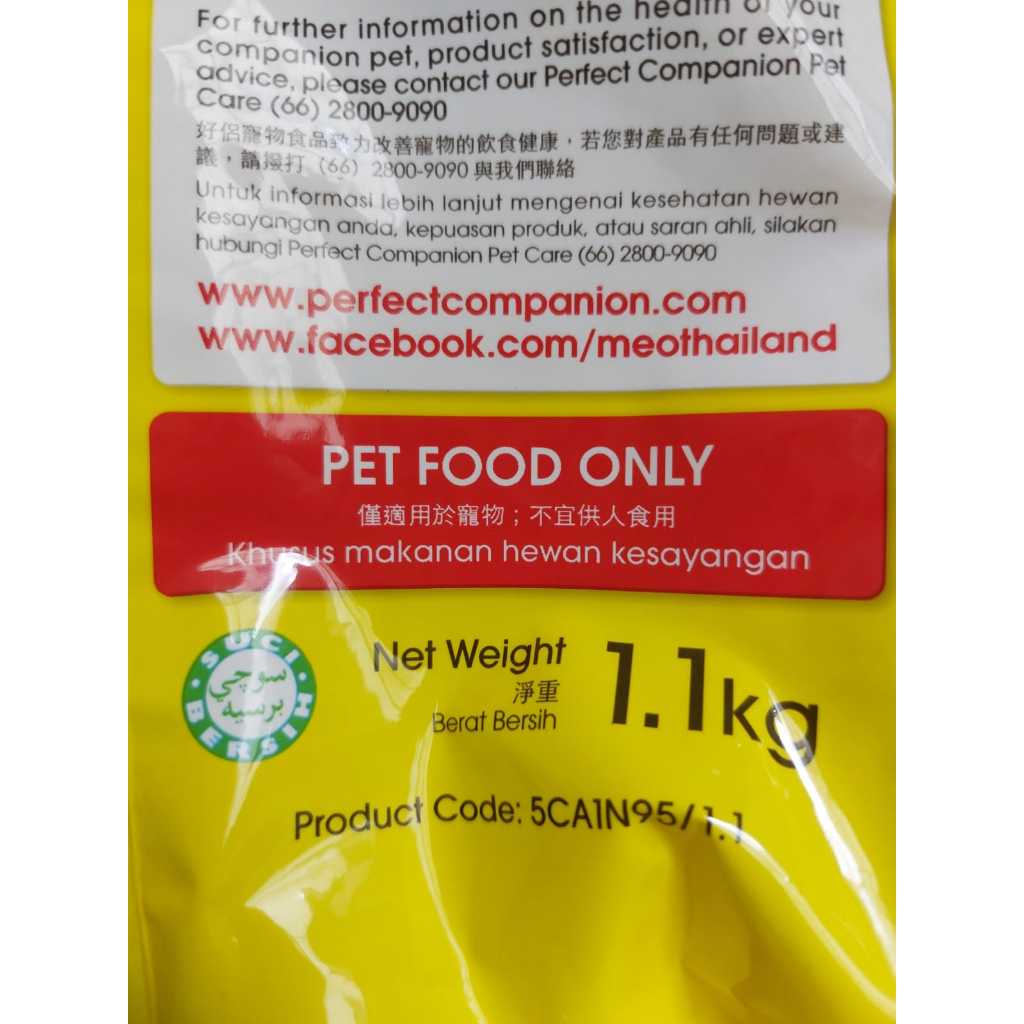 For further information on the health of your
companion pet, product satisfaction, or expert
advice, please contact our Perfect Companion Pet
Care (66) 2800-9090
好侶寵物食品致力改善寵物的飲食健康，若您對產品有任何問題或建
議，請撥打（66）2800-9090 與我們聯絡
Untuk informasi lebih lanjut mengenai kesehatan hewan
kesayangan anda, kepuasan produk, atau saran ahli, silakan
hubungi Perfect Companion Pet Care (66) 2800-9090
www.perfectcompanion.com
www.facebook.com/meothailand
PET FOOD ONLY
僅適用於寵物；不宜供人食用
Khusus makanan hewan kesayangan
SUCI
سوچي
برسيه
BERSIH
Net Weight
淨重
Berat Bersih
1.1kg
Product Code: 5CA1N95/1.1